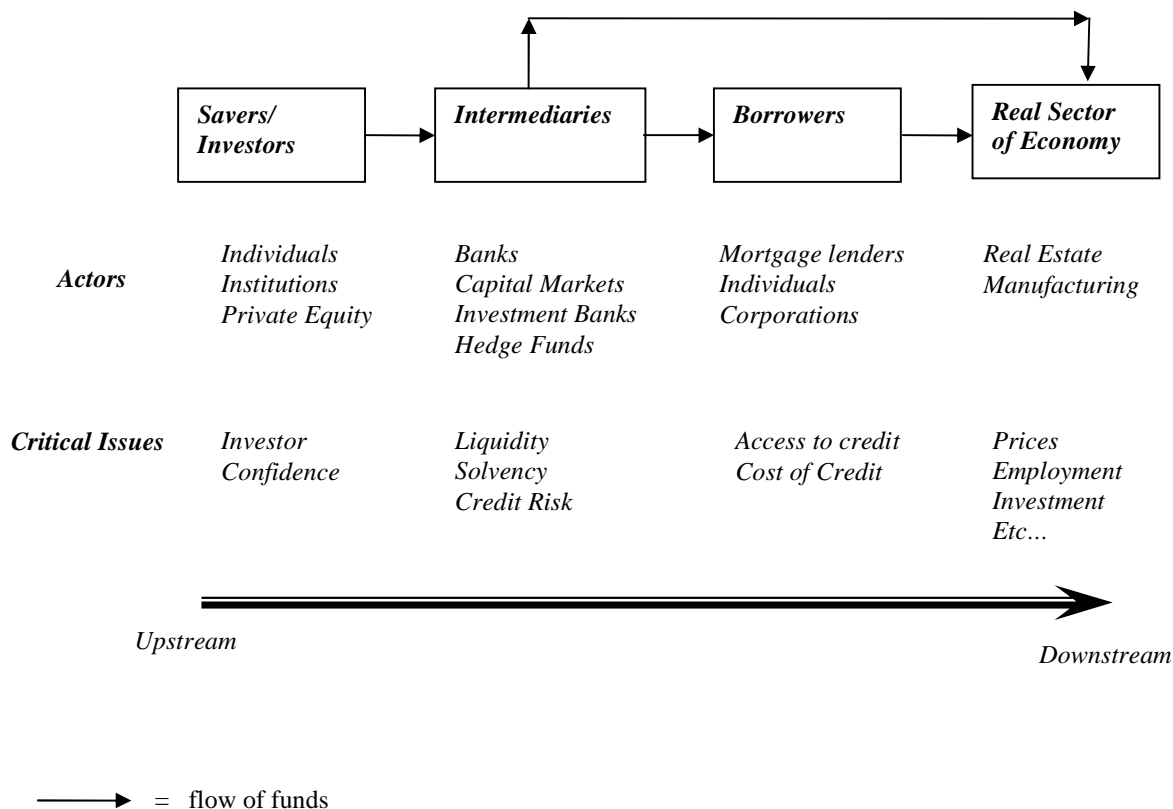 Savers/
Investors
Intermediaries
Borrowers
Real Sector
of Economy
Actors
Individuals
Institutions
Private Equity
Banks
Capital Markets
Investment Banks
Hedge Funds
Mortgage lenders
Individuals
Corporations
Real Estate
Manufacturing
Critical Issues
Investor
Confidence
Liquidity
Solvency
Credit Risk
Access to credit
Cost of Credit
Prices
Employment
Investment
Etc…
Upstream
Downstream
= flow of funds